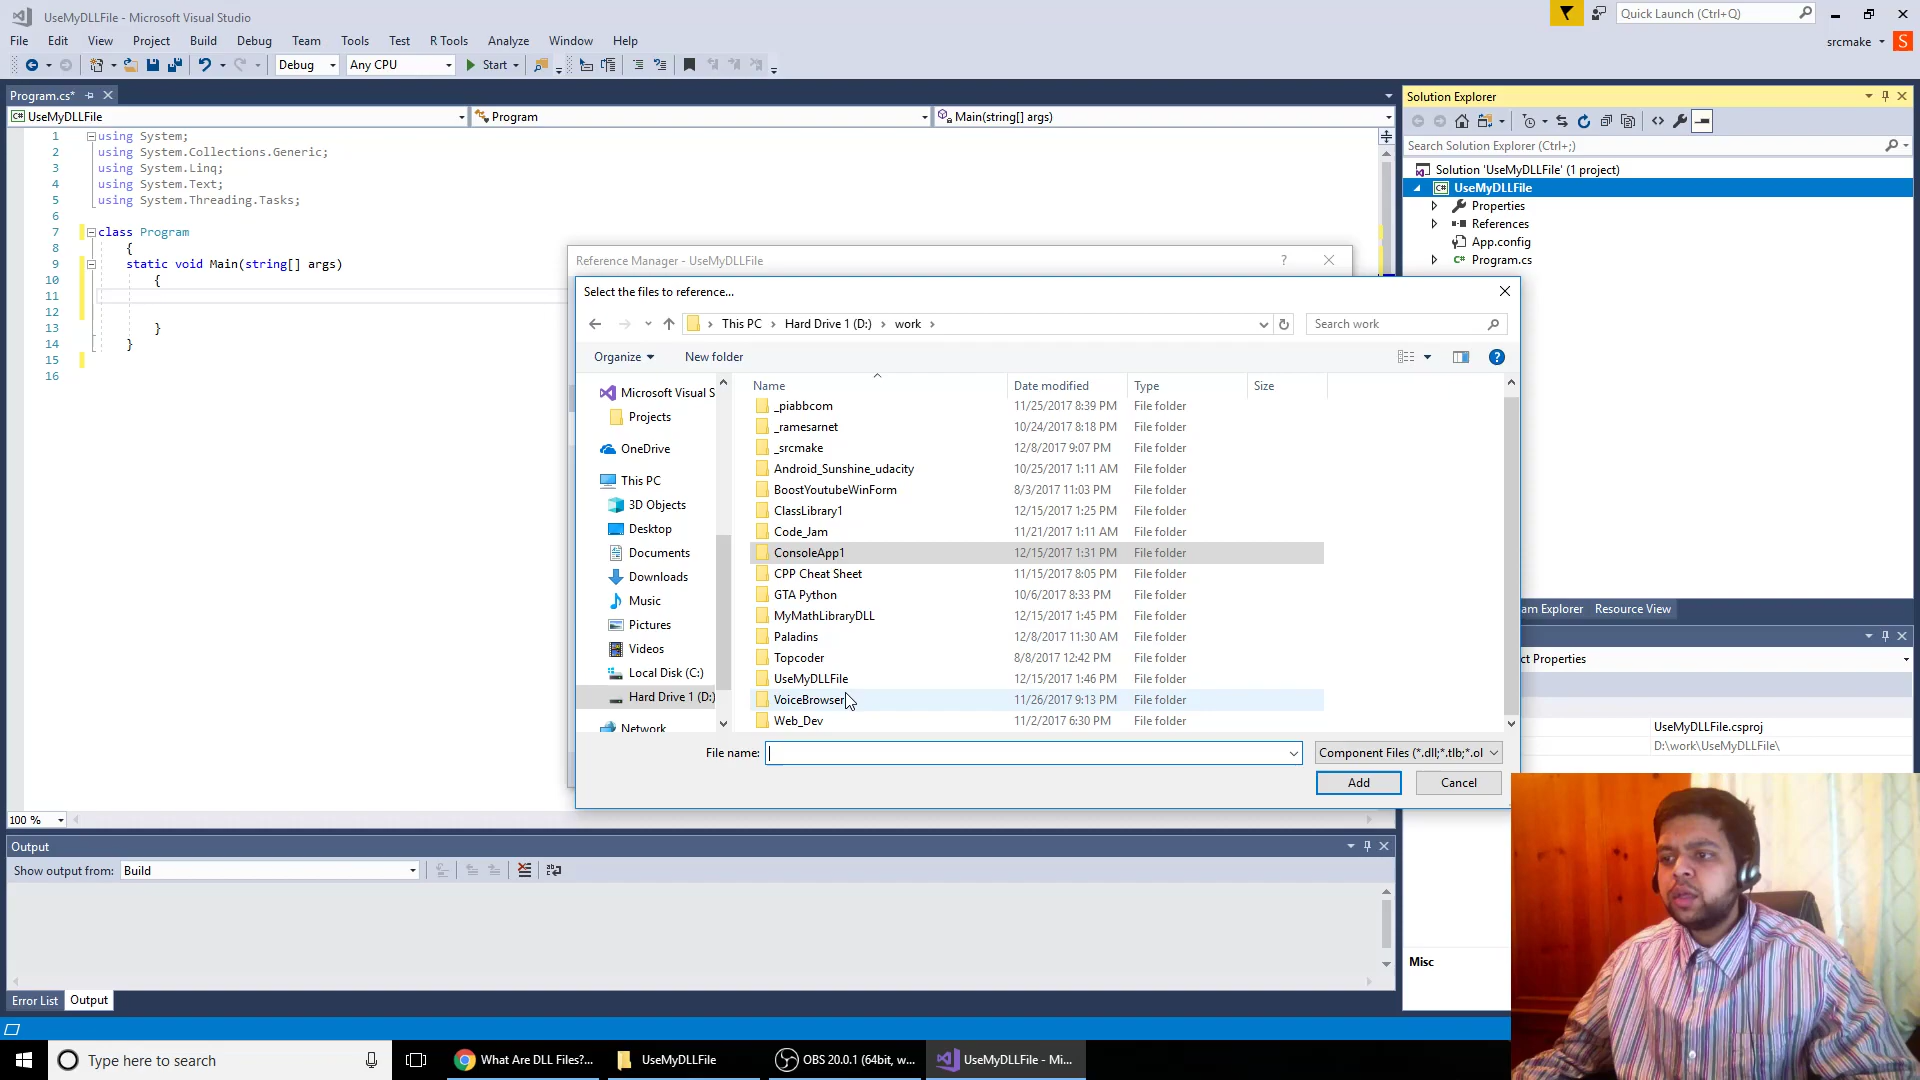 UseMyDLLFile - Microsoft Visual Studio
Quick Launch (Ctrl+Q)
File Edit View Project Build Debug Team Tools Test R Tools Analyze Window Help
srcmake S
Debug Any CPU Start
Program.cs*
C# UseMyDLLFile Program Main(string[] args)
1 using System;
2 using System.Collections.Generic;
3 using System.Linq;
4 using System.Text;
5 using System.Threading.Tasks;
6
7 class Program
8 {
9 static void Main(string[] args)
10 {
11
12
13 }
14 }
15
16
Reference Manager - UseMyDLLFile
Select the files to reference...
This PC > Hard Drive 1 (D:) > work >
Search work
Organize New folder
Name Date modified Type Size
Microsoft Visual S
Projects
OneDrive
This PC
3D Objects
Desktop
Documents
Downloads
Music
Pictures
Videos
Local Disk (C:)
Hard Drive 1 (D:)
Network
_piabbcom 11/25/2017 8:39 PM File folder
_ramesarnet 10/24/2017 8:18 PM File folder
_srcmake 12/8/2017 9:07 PM File folder
Android_Sunshine_udacity 10/25/2017 1:11 AM File folder
BoostYoutubeWinForm 8/3/2017 11:03 PM File folder
ClassLibrary1 12/15/2017 1:25 PM File folder
Code_Jam 11/21/2017 1:11 AM File folder
ConsoleApp1 12/15/2017 1:31 PM File folder
CPP Cheat Sheet 11/15/2017 8:05 PM File folder
GTA Python 10/6/2017 8:33 PM File folder
MyMathLibraryDLL 12/15/2017 1:45 PM File folder
Paladins 12/8/2017 11:30 AM File folder
Topcoder 8/8/2017 12:42 PM File folder
UseMyDLLFile 12/15/2017 1:46 PM File folder
VoiceBrowser 11/26/2017 9:13 PM File folder
Web_Dev 11/2/2017 6:30 PM File folder
File name: Component Files (*.dll;*.tlb;*.ol
Add Cancel
Solution Explorer
Search Solution Explorer (Ctrl+;)
Solution 'UseMyDLLFile' (1 project)
C# UseMyDLLFile
Properties
References
App.config
C# Program.cs
am Explorer Resource View
ct Properties
UseMyDLLFile.csproj
D:\work\UseMyDLLFile\
Misc
100 %
Output
Show output from: Build
Error List Output
Type here to search
What Are DLL Files?...
UseMyDLLFile
OBS 20.0.1 (64bit, w...
UseMyDLLFile - Mi...